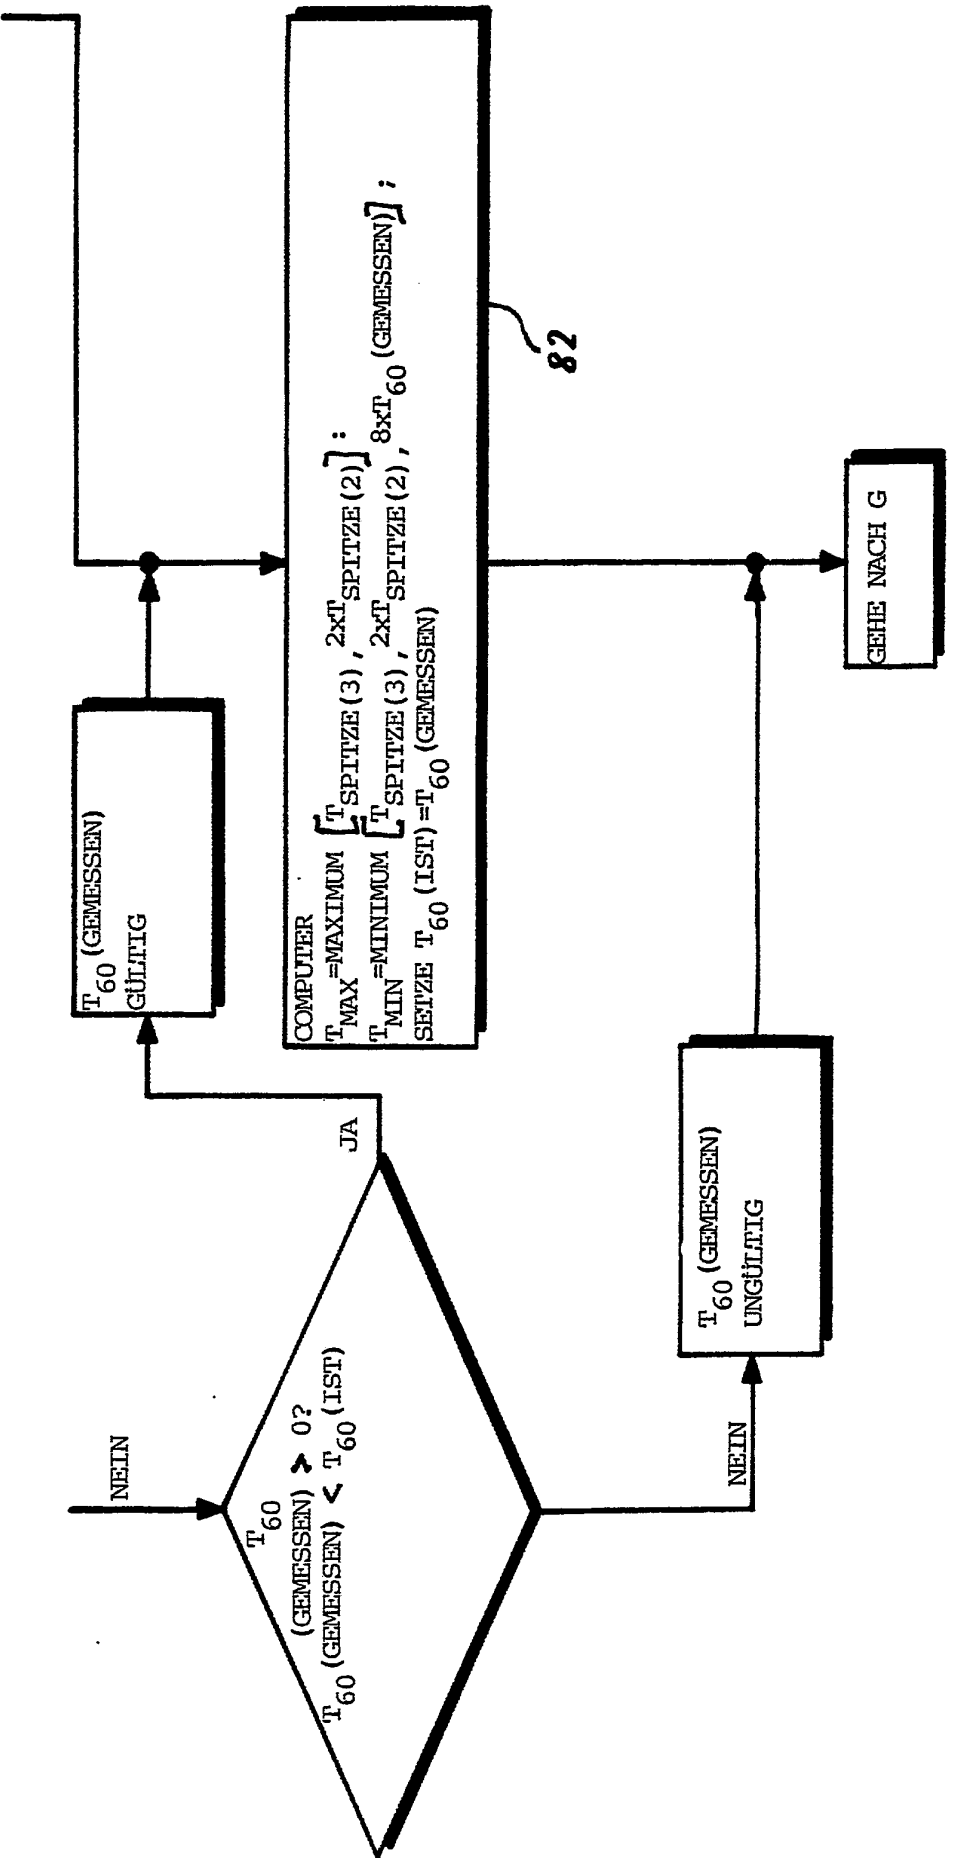 NEIN
T60
(GEMESSEN) > 0?
T60(GEMESSEN) < T60(IST)
JA
NEIN
T60(GEMESSEN)
GÜLTIG
COMPUTER
TMAX=MAXIMUM [TSPITZE(3), 2xTSPITZE(2)]:
TMIN=MINIMUM [TSPITZE(3), 2xTSPITZE(2), 8xT60(GEMESSEN)];
SETZE T60(IST)=T60(GEMESSEN)
82
T60(GEMESSEN)
UNGÜLTIG
GEHE NACH G